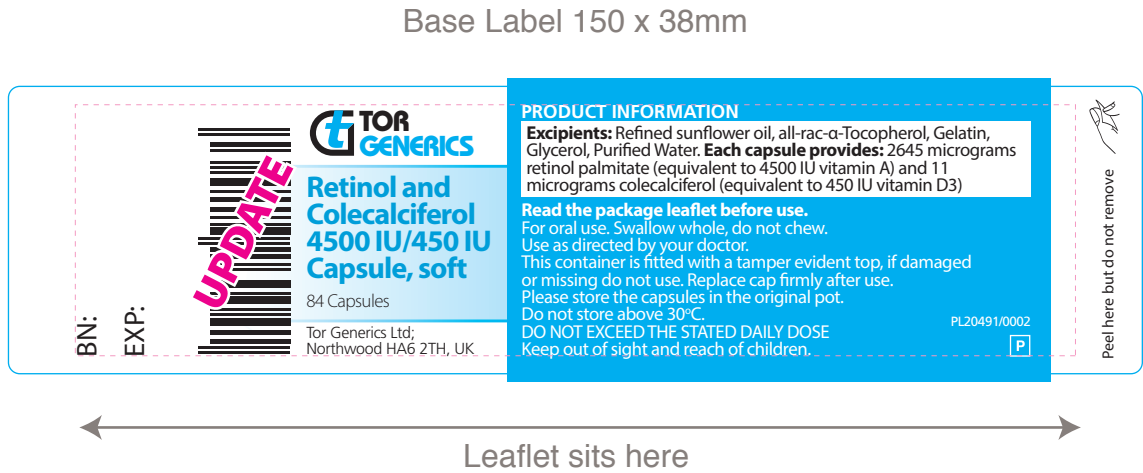 Base Label 150 x 38mm
BN:
EXP:
UPDATE
t TOR
GENERICS
Retinol and
Colecalciferol
4500 IU/450 IU
Capsule, soft
84 Capsules
Tor Generics Ltd;
Northwood HA6 2TH, UK
PRODUCT INFORMATION
Excipients: Refined sunflower oil, all-rac-α-Tocopherol, Gelatin,
Glycerol, Purified Water. Each capsule provides: 2645 micrograms
retinol palmitate (equivalent to 4500 IU vitamin A) and 11
micrograms colecalciferol (equivalent to 450 IU vitamin D3)
Read the package leaflet before use.
For oral use. Swallow whole, do not chew.
Use as directed by your doctor.
This container is fitted with a tamper evident top, if damaged
or missing do not use. Replace cap firmly after use.
Please store the capsules in the original pot.
Do not store above 30°C.
DO NOT EXCEED THE STATED DAILY DOSE
Keep out of sight and reach of children.
PL20491/0002
P
Peel here but do not remove
Leaflet sits here